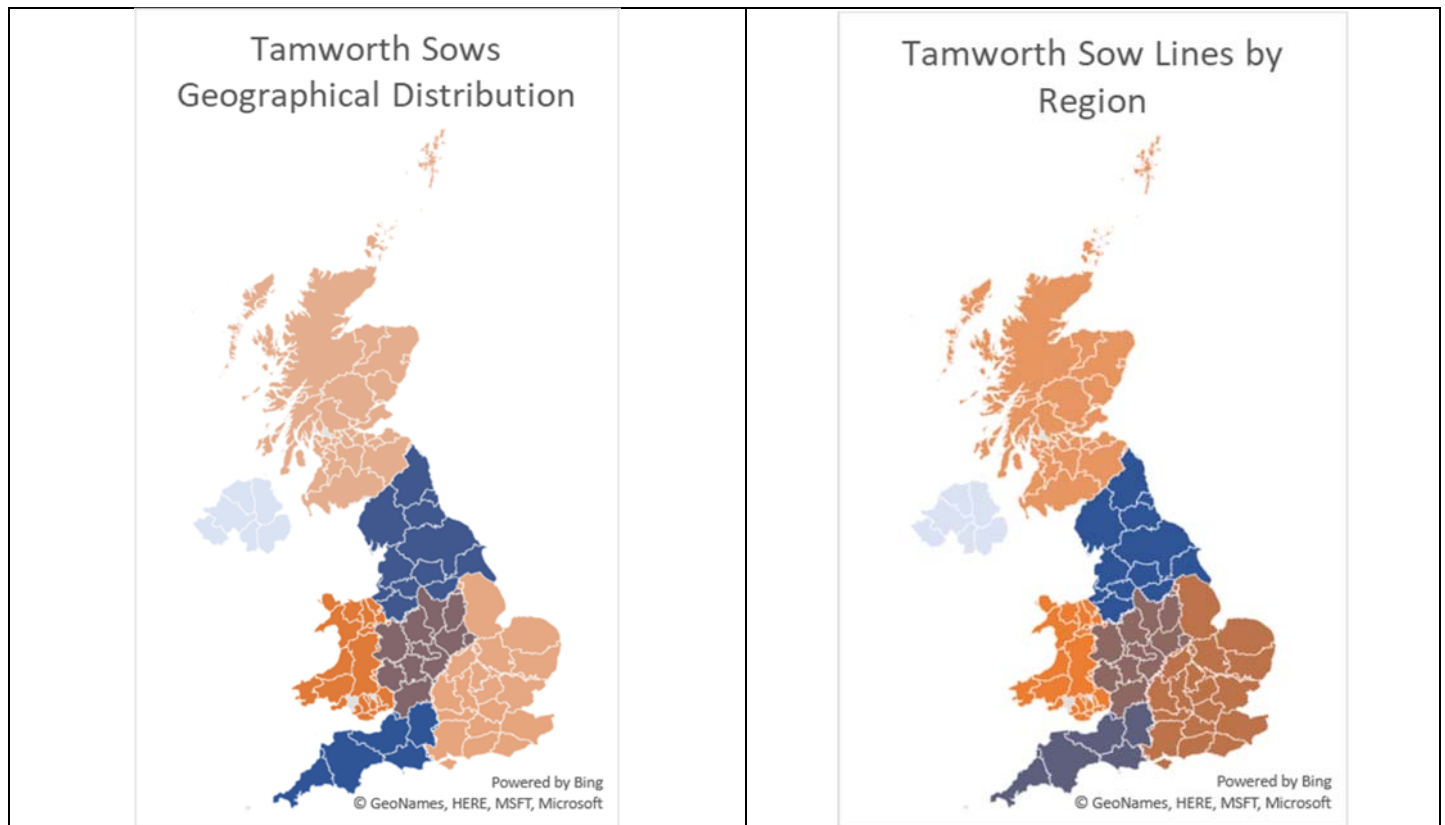 Tamworth Sows
Geographical Distribution
Powered by Bing
© GeoNames, HERE, MSFT, Microsoft
Tamworth Sow Lines by
Region
Powered by Bing
© GeoNames, HERE, MSFT, Microsoft